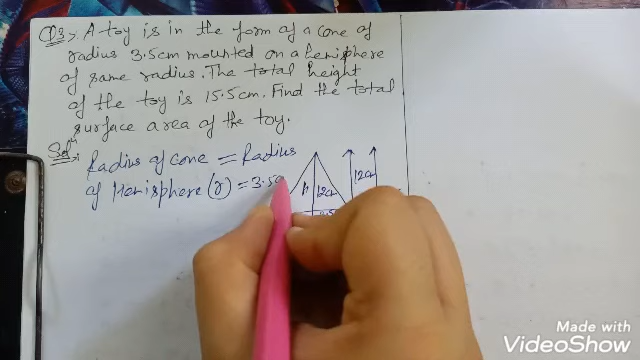 Q3:, A toy is in the form of a cone of
radius 3.5cm mounted on a hemisphere
of same radius. The total height
of the toy is 15.5cm. Find the total
surface area of the toy.
Solⁿ:
Radius of cone = Radius
of Hemisphere (r) = 3.5c
h 12cm
12cm
Made with
VideoShow